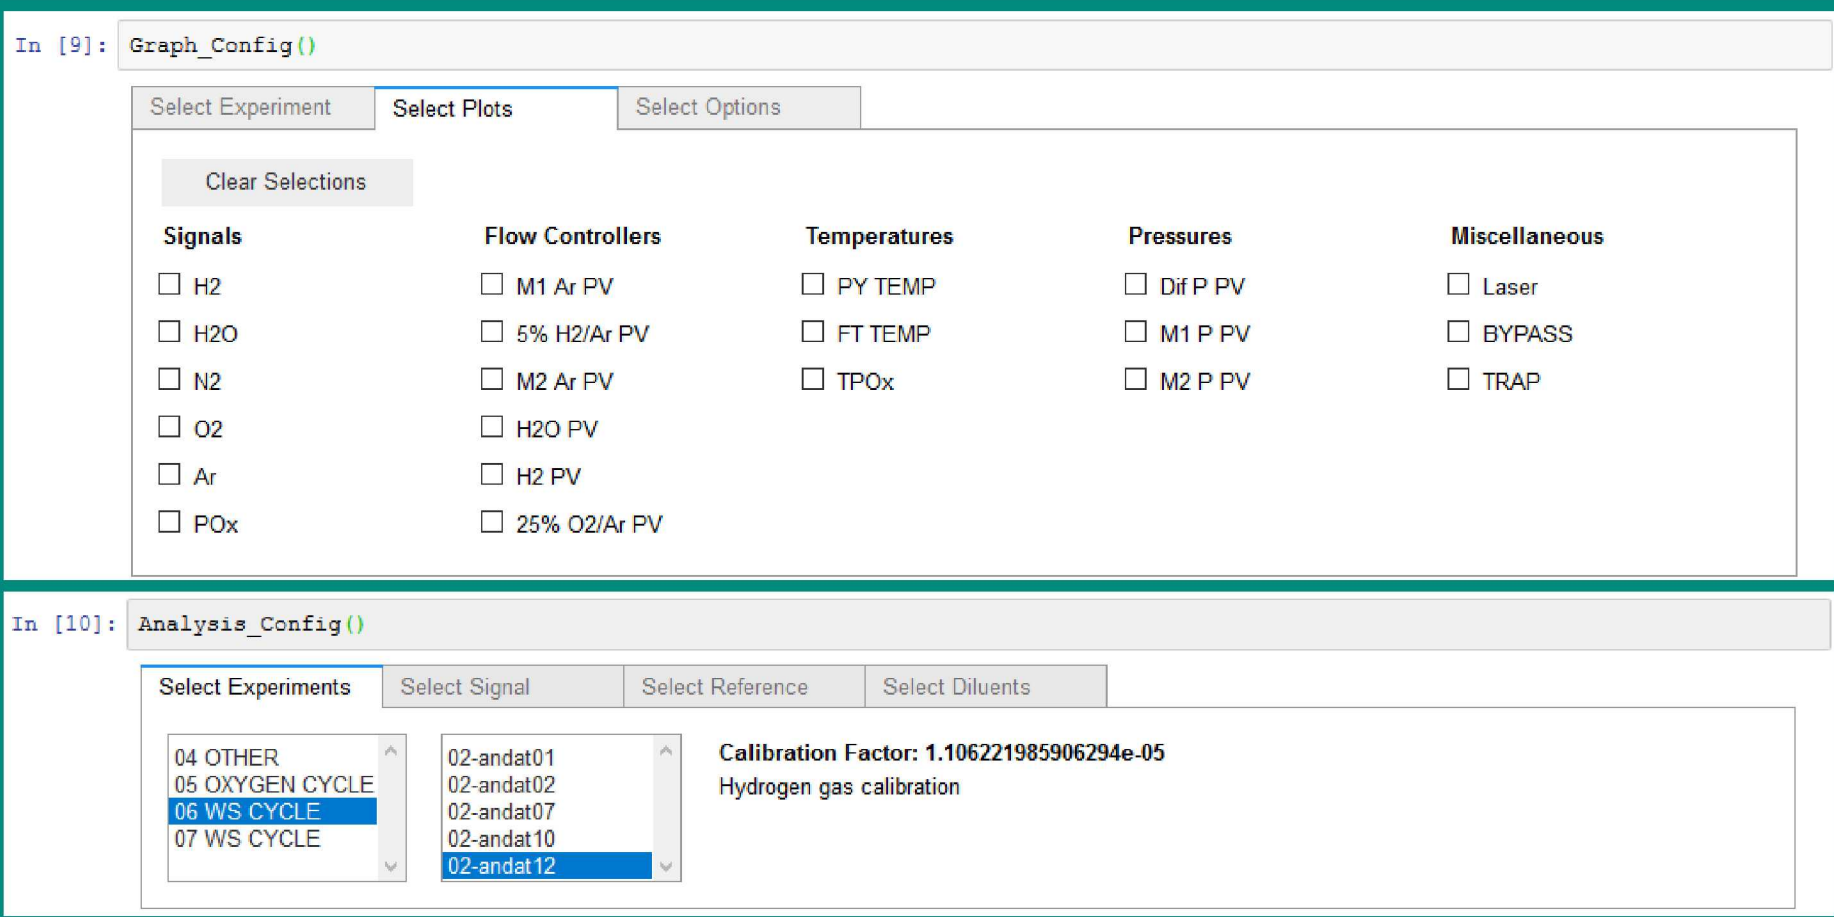 In [9]: Graph_Config()
Select Experiment Select Plots Select Options
Clear Selections
Signals Flow Controllers Temperatures Pressures Miscellaneous
H2 M1 Ar PV PY TEMP Dif P PV Laser
H2O 5% H2/Ar PV FT TEMP M1 P PV BYPASS
N2 M2 Ar PV TPOx M2 P PV TRAP
O2 H2O PV
Ar H2 PV
POx 25% O2/Ar PV
In [10]: Analysis_Config()
Select Experiments Select Signal Select Reference Select Diluents
04 OTHER 02-andat01 Calibration Factor: 1.106221985906294e-05
05 OXYGEN CYCLE 02-andat02 Hydrogen gas calibration
06 WS CYCLE 02-andat07
07 WS CYCLE 02-andat10
02-andat12